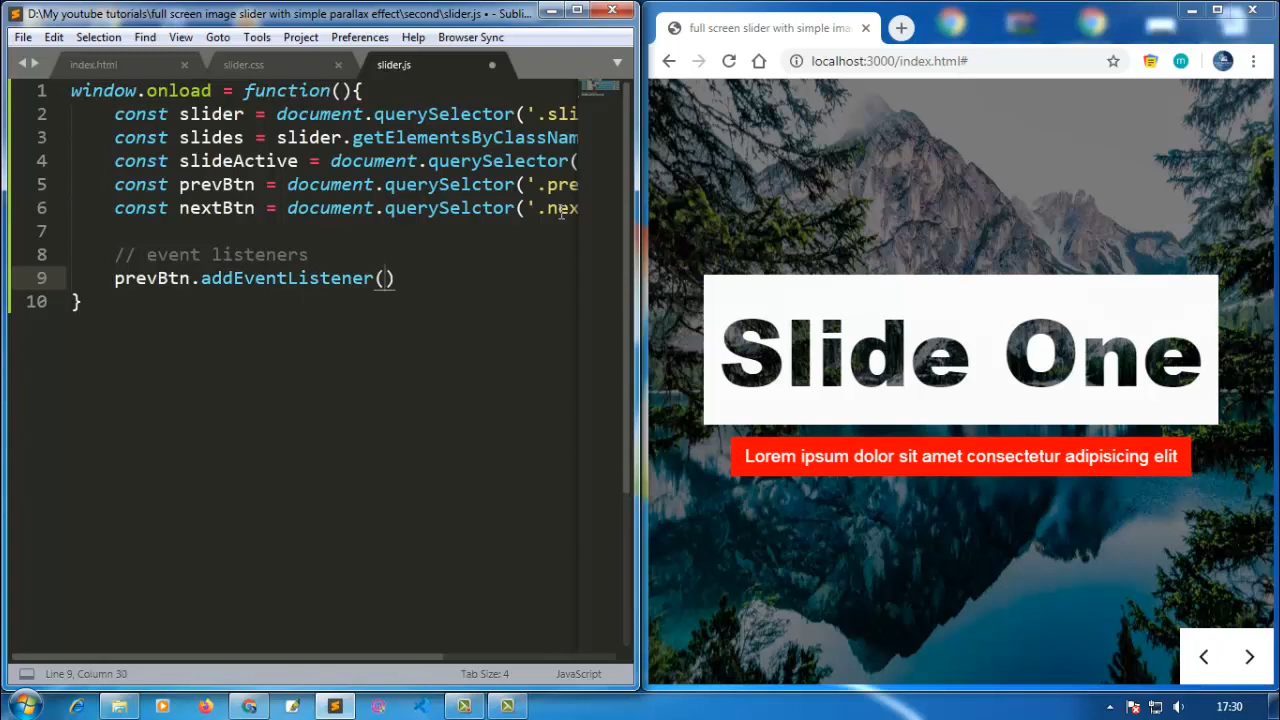 D:\My youtube tutorials\full screen image slider with simple parallax effect\second\slider.js • - Subli...
File Edit Selection Find View Goto Tools Project Preferences Help Browser Sync
index.html
slider.css
slider.js
1 window.onload = function(){
2 const slider = document.querySelector('.sli
3 const slides = slider.getElementsByClassNam
4 const slideActive = document.querySelector(
5 const prevBtn = document.querySelctor('.pre
6 const nextBtn = document.querySelctor('.nex
7
8 // event listeners
9 prevBtn.addEventListener()
10 }
Line 9, Column 30
Tab Size: 4
JavaScript
full screen slider with simple ima
localhost:3000/index.html#
m
Slide One
Lorem ipsum dolor sit amet consectetur adipisicing elit
17:30